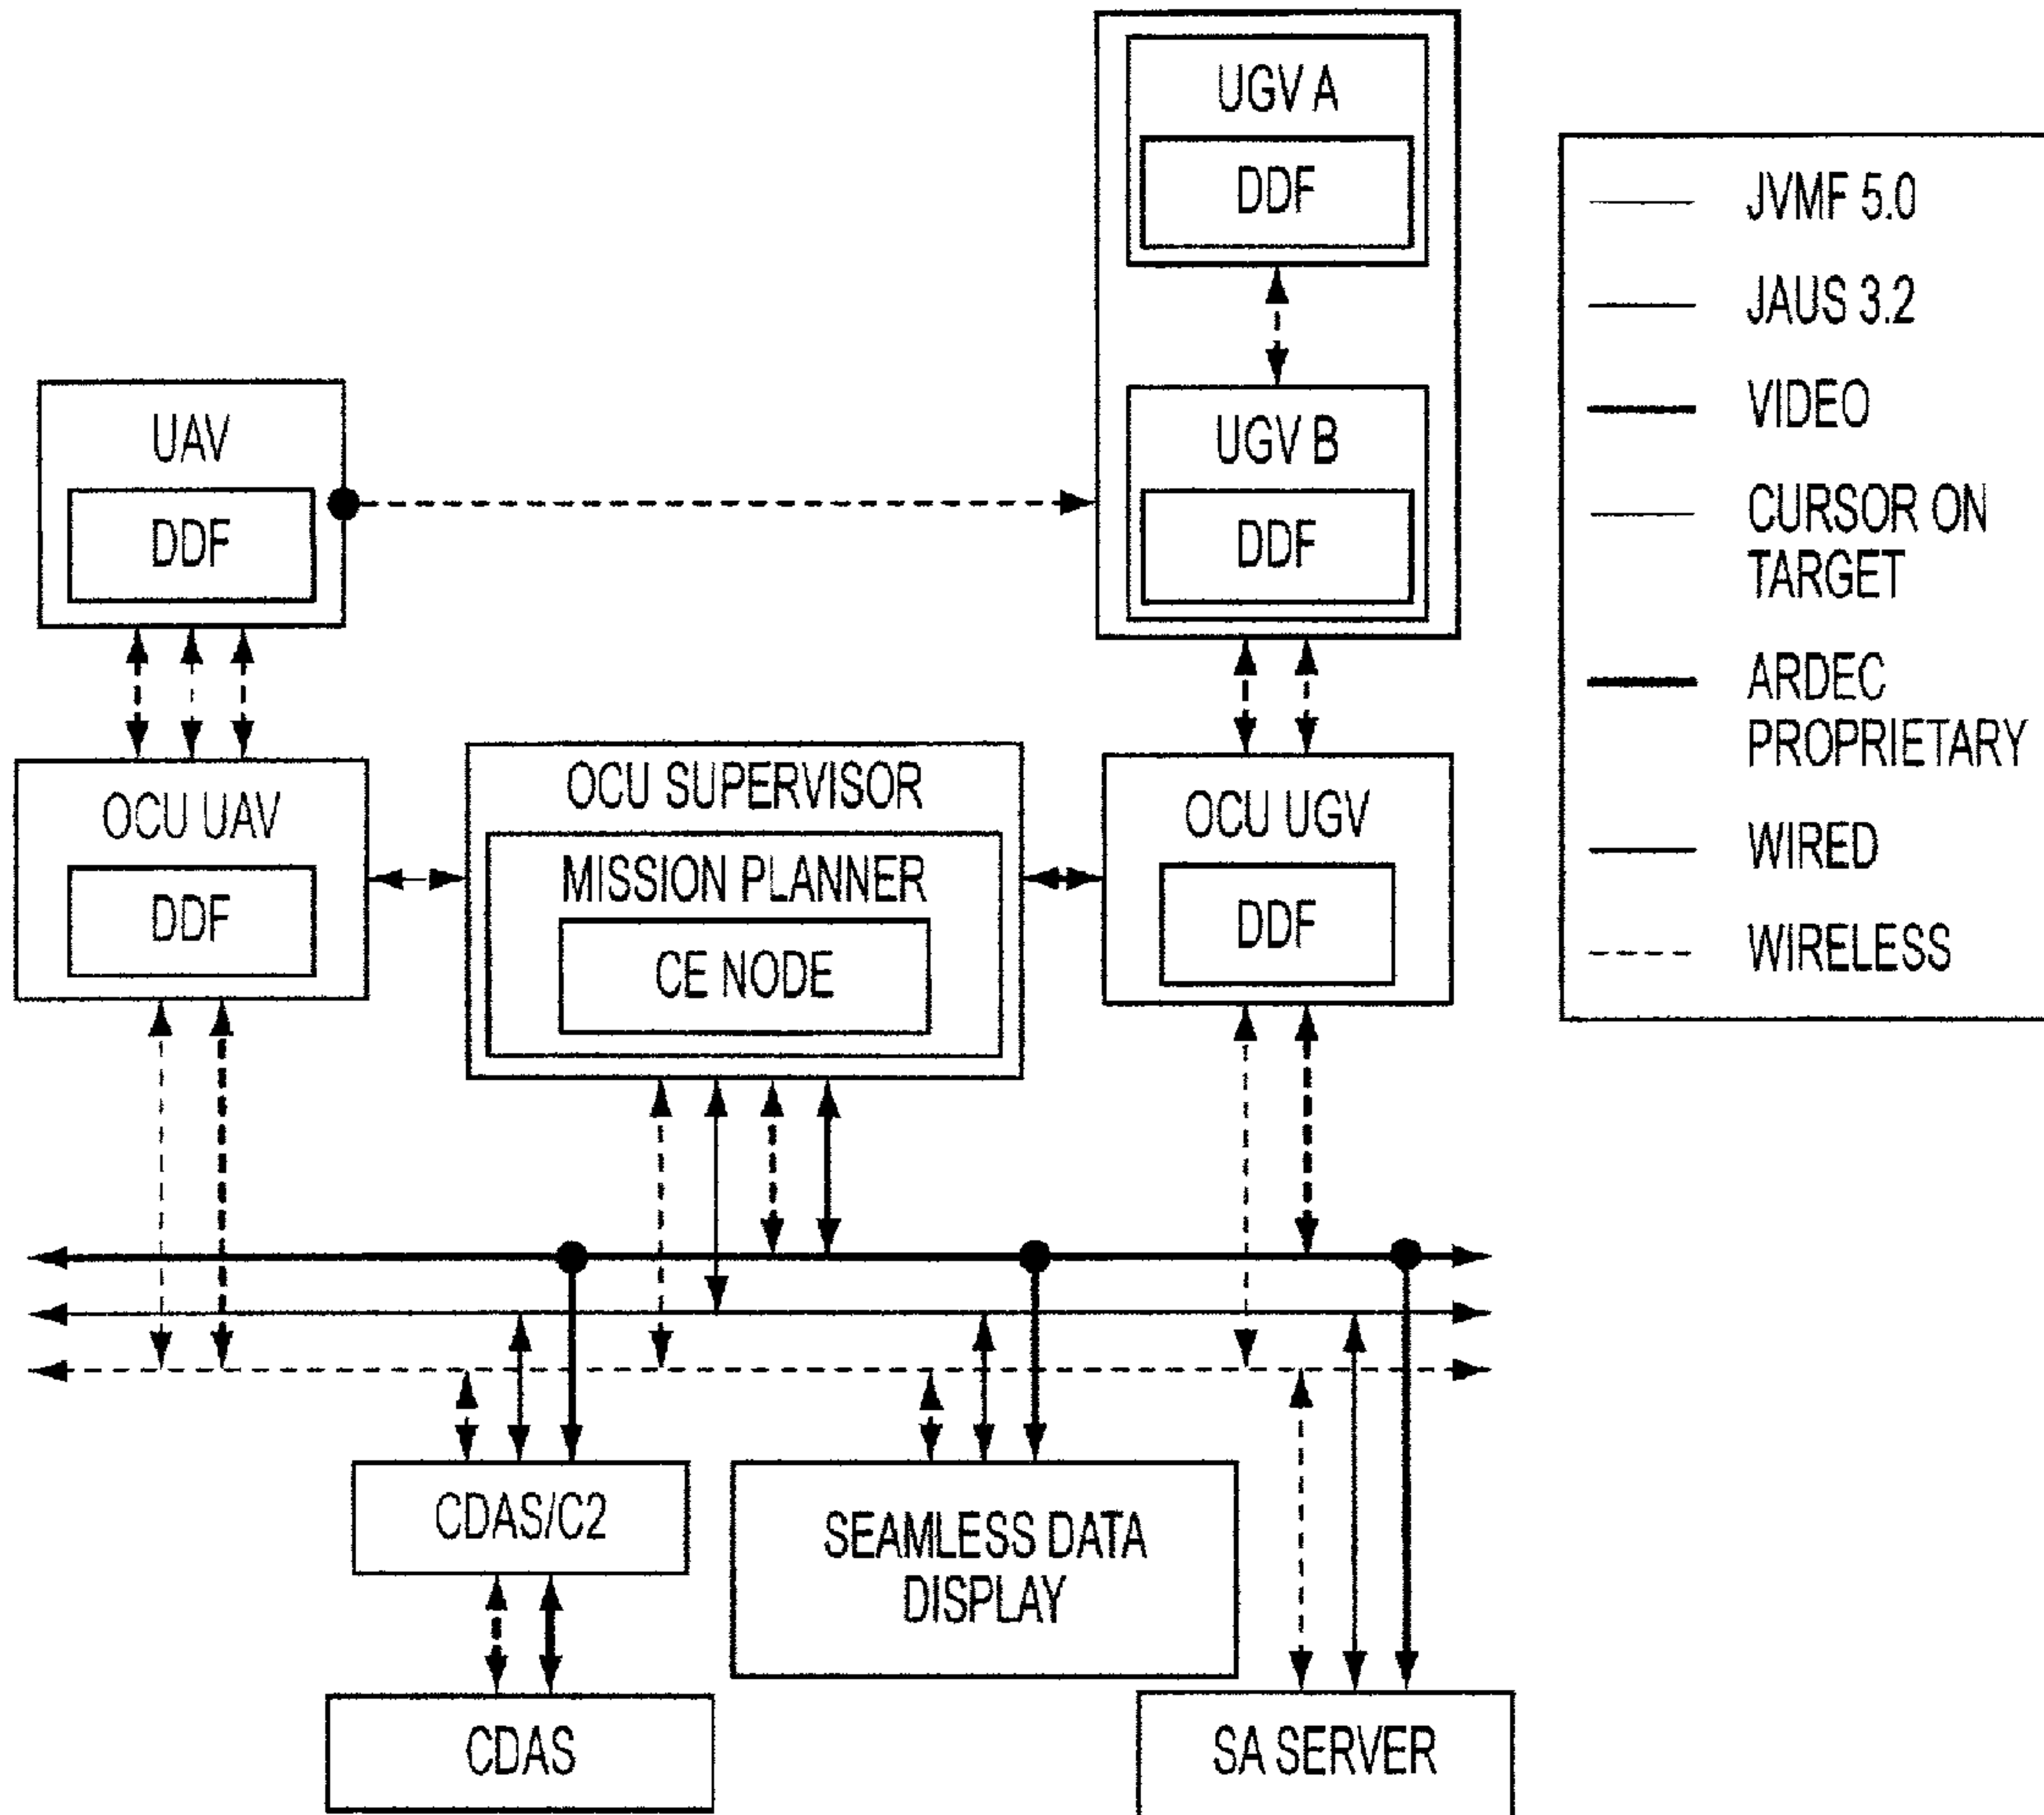 UGV A
DDF
UGV B
DDF
UAV
DDF
OCU UAV
DDF
OCU SUPERVISOR
MISSION PLANNER
CE NODE
OCU UGV
DDF
CDAS/C2
SEAMLESS DATA
DISPLAY
CDAS
SA SERVER
JVMF 5.0
JAUS 3.2
VIDEO
CURSOR ON
TARGET
ARDEC
PROPRIETARY
WIRED
WIRELESS